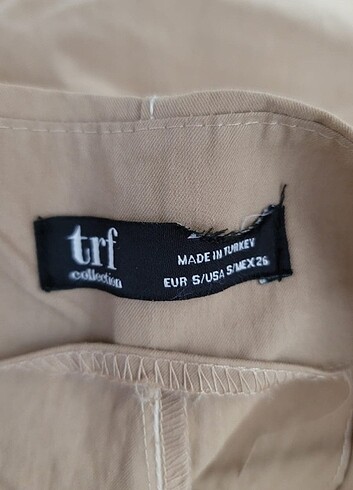 trf
collection
MADE IN TURKEY
EUR S/USA S/MEX 26